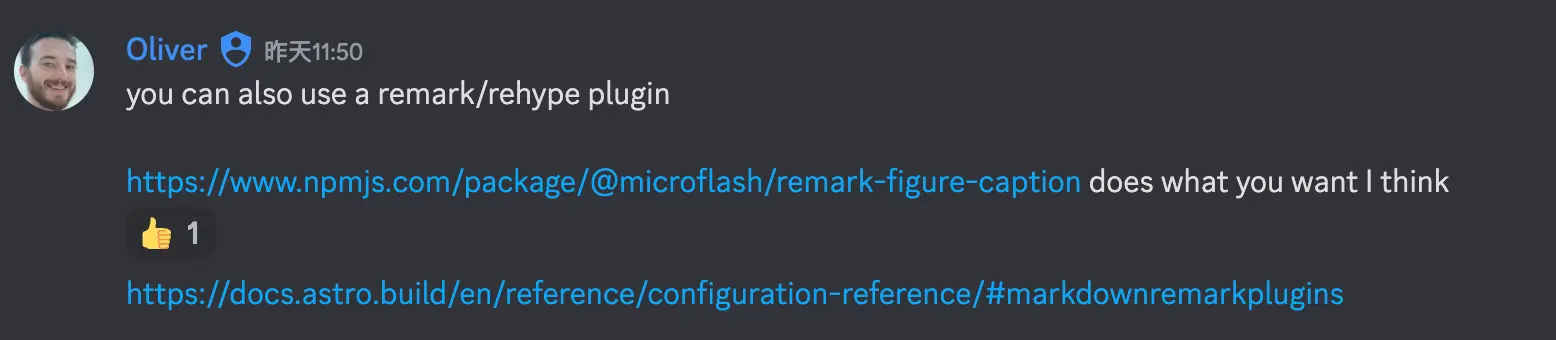 Oliver 昨天11:50
you can also use a remark/rehype plugin
https://www.npmjs.com/package/@microflash/remark-figure-caption does what you want I think
👍 1
https://docs.astro.build/en/reference/configuration-reference/#markdownremarkplugins